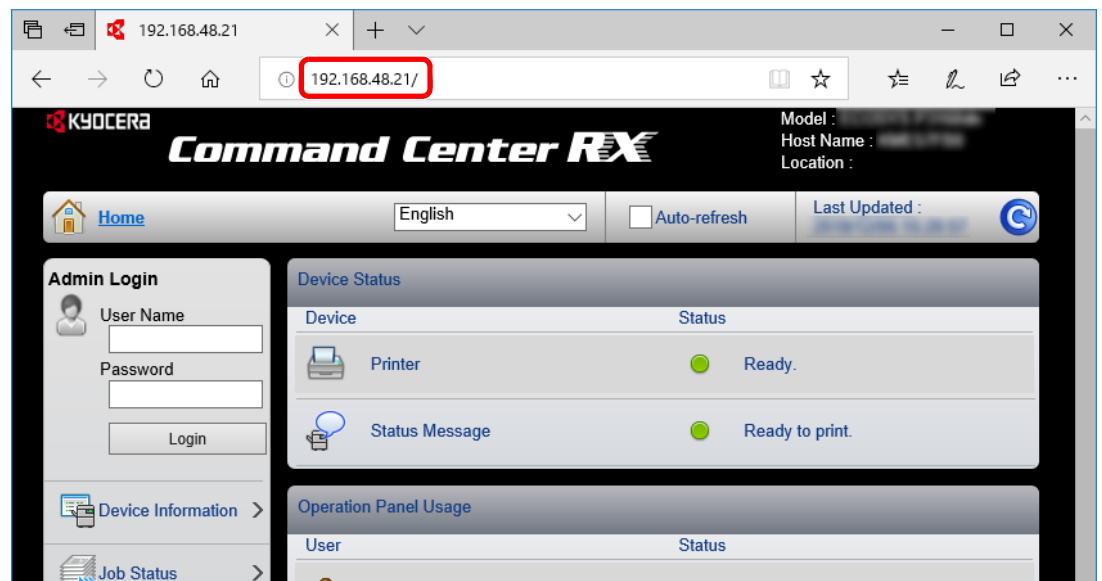 192.168.48.21
192.168.48.21/
KYOCERA
Command Center RX
Model :
Host Name :
Location :
Home
English
Auto-refresh
Last Updated :
Admin Login
User Name
Password
Login
Device Information
Job Status
Device Status
Device Status
Printer Ready.
Status Message Ready to print.
Operation Panel Usage
User Status